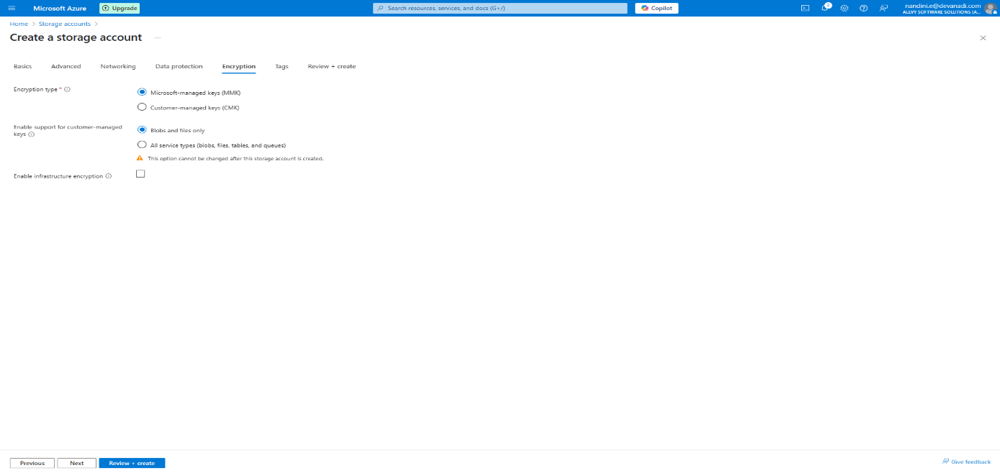 Microsoft Azure
Upgrade
Search resources, services, and docs (G+/)
Copilot
2
nandini.e@devanadi.com
ALLVY SOFTWARE SOLUTIONS (A...
Home > Storage accounts >
Create a storage account ...
Basics Advanced Networking Data protection Encryption Tags Review + create
Encryption type *
Microsoft-managed keys (MMK)
Customer-managed keys (CMK)
Enable support for customer-managed
keys
Blobs and files only
All service types (blobs, files, tables, and queues)
This option cannot be changed after this storage account is created.
Enable infrastructure encryption
Previous Next Review + create
Give feedback